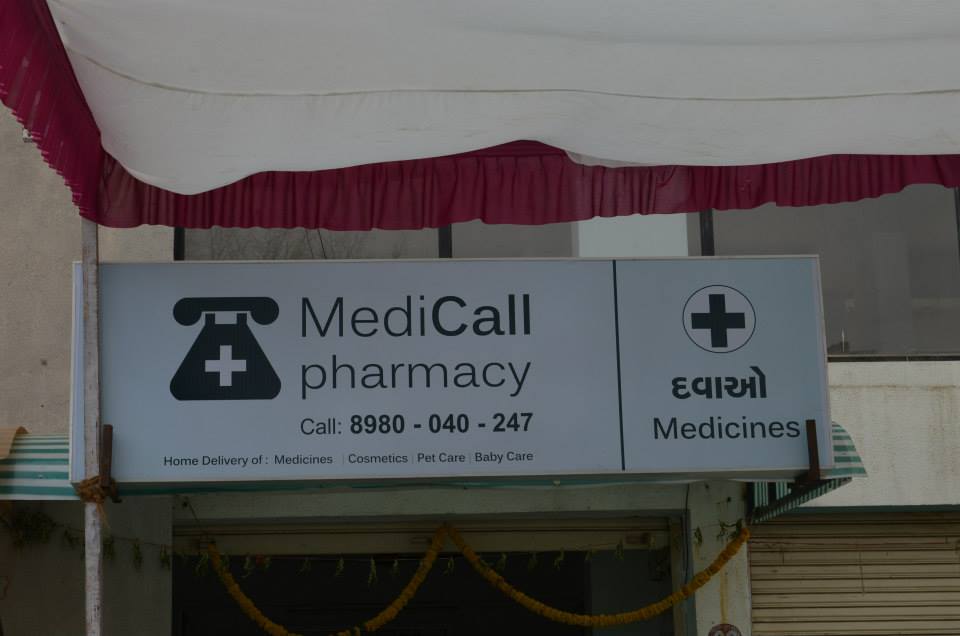 MediCall
pharmacy
Call: 8980 - 040 - 247
Home Delivery of : Medicines | Cosmetics | Pet Care | Baby Care
દવાઓ
Medicines